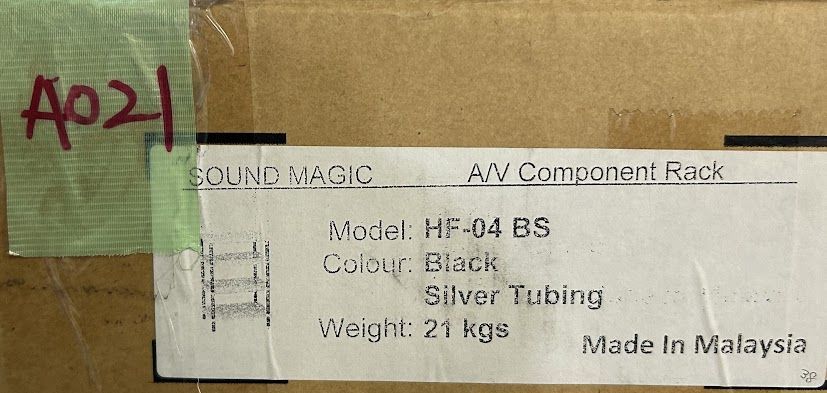 A021
SOUND MAGIC A/V Component Rack
Model: HF-04 BS
Colour: Black
Silver Tubing
Weight: 21 kgs
Made In Malaysia
38